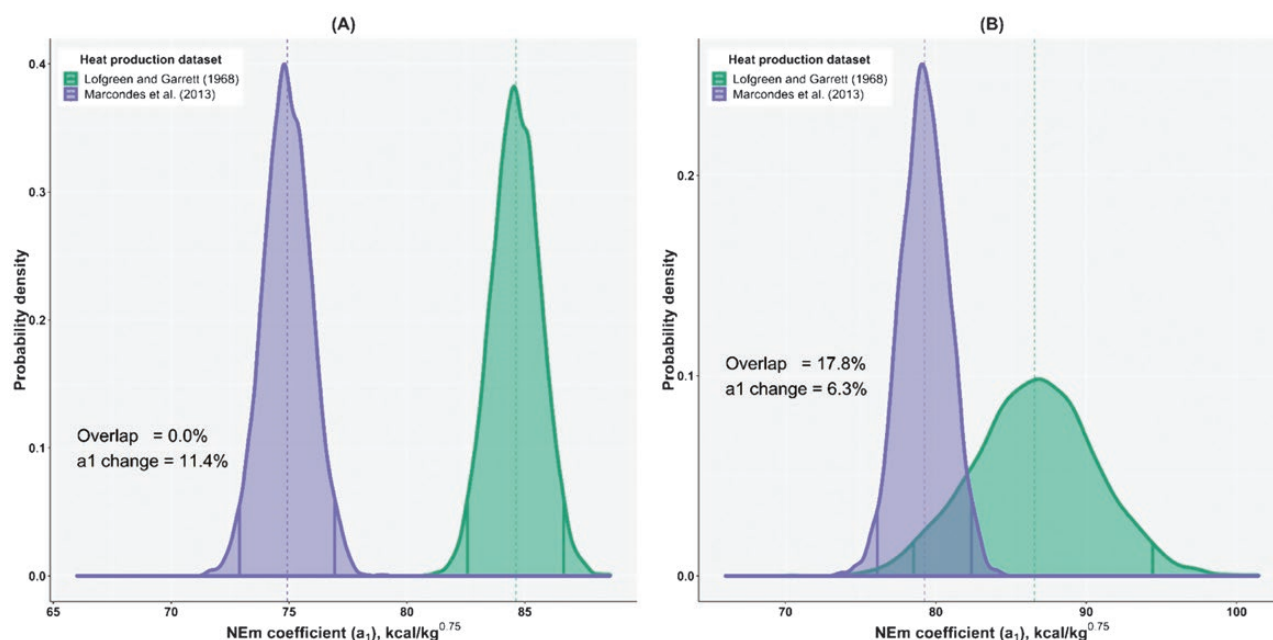 (A)
Heat production dataset
Lofgreen and Garrett (1968)
Marcondes et al. (2013)
Probability density
0.4
0.3
0.2
0.1
0.0
Overlap = 0.0%
a1 change = 11.4%
65 70 75 80 85
NEm coefficient (a₁), kcal/kg⁰·⁷⁵
(B)
Heat production dataset
Lofgreen and Garrett (1968)
Marcondes et al. (2013)
Probability density
0.2
0.1
0.0
Overlap = 17.8%
a1 change = 6.3%
70 80 90 100
NEm coefficient (a₁), kcal/kg⁰·⁷⁵